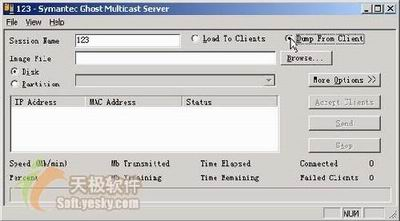 123 - Symantec Ghost Multicast Server
File View Help
Session Name 123 Load To Clients Dump From Client
Image File Browse...
Disk
Partition More Options >>
IP Address MAC Address Status
Accept Clients
Send
Stop
Speed (Mb/min) Mb Transmitted Time Elapsed Connected 0
Percent Mb Remaining Time Remaining Failed Clients 0
天极软件
Soft.yesky.com
NUM